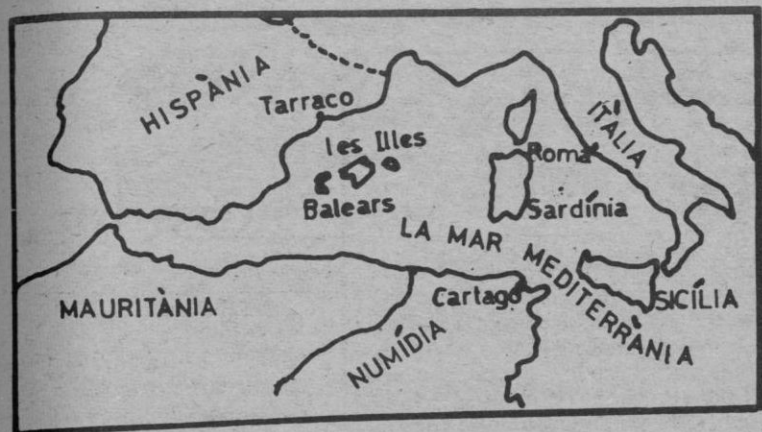 HISPÀNIA
Tarraco
les Illes
Balears
ITÀLIA
Roma
Sardínia
LA MAR MEDITERRÀNIA
MAURITÀNIA
NUMÍDIA
Cartago
SICÍLIA